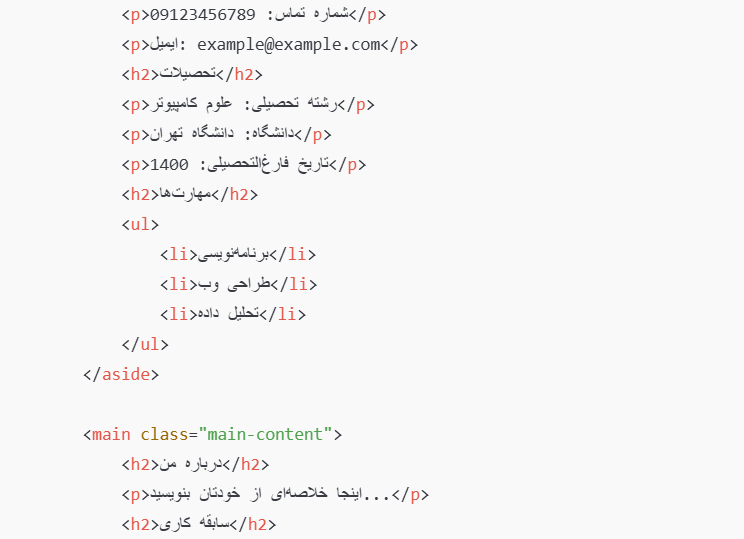 <p>شماره تماس: 09123456789</p>
<p>ایمیل: example@example.com</p>
<h2>تحصیلات</h2>
<p>رشته تحصیلی: علوم کامپیوتر</p>
<p>دانشگاه: دانشگاه تهران</p>
<p>تاریخ فارغ‌التحصیلی: 1400</p>
<h2>مهارت‌ها</h2>
<ul>
<li>برنامه‌نویسی</li>
<li>طراحی وب</li>
<li>تحلیل داده</li>
</ul>
</aside>
<main class="main-content">
<h2>درباره من</h2>
<p>اینجا خلاصه‌ای از خودتان بنویسید...</p>
<h2>سابقه کاری</h2>